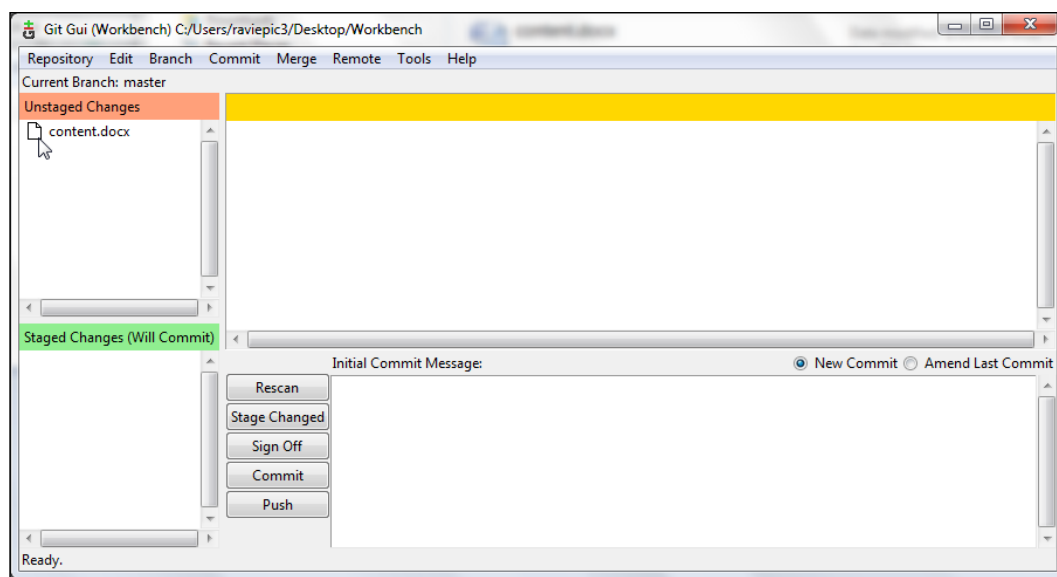 Git Gui (Workbench) C:/Users/raviepic3/Desktop/Workbench
Repository Edit Branch Commit Merge Remote Tools Help
Current Branch: master
Unstaged Changes
content.docx
Staged Changes (Will Commit)
Initial Commit Message:
New Commit
Amend Last Commit
Rescan
Stage Changed
Sign Off
Commit
Push
Ready.